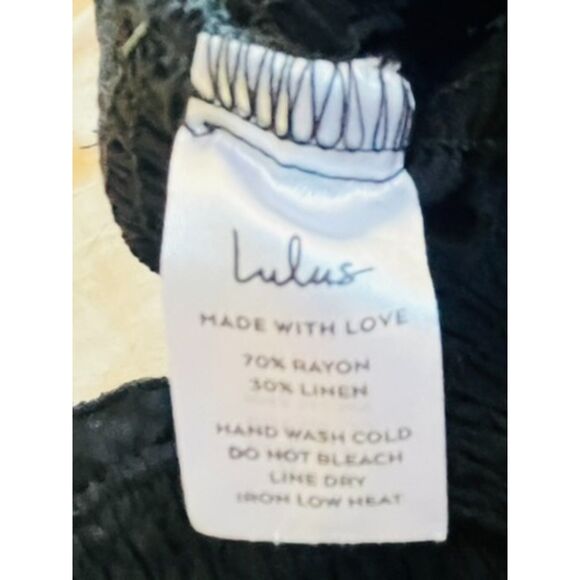 Lulus
MADE WITH LOVE
70% RAYON
30% LINEN
HAND WASH COLD
DO NOT BLEACH
LINE DRY
IRON LOW HEAT